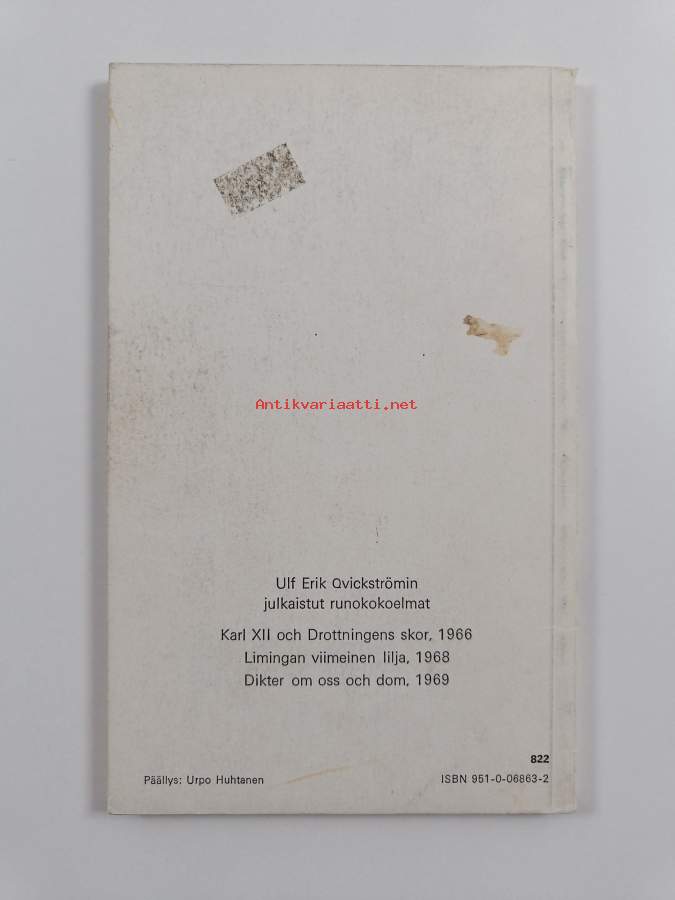 Antikvariaatti.net
Ulf Erik Qvickströmin
julkaistut runokokoelmat
Karl XII och Drottningens skor, 1966
Limingan viimeinen lilja, 1968
Dikter om oss och dom, 1969
822
Päällys: Urpo Huhtanen
ISBN 951-0-06863-2